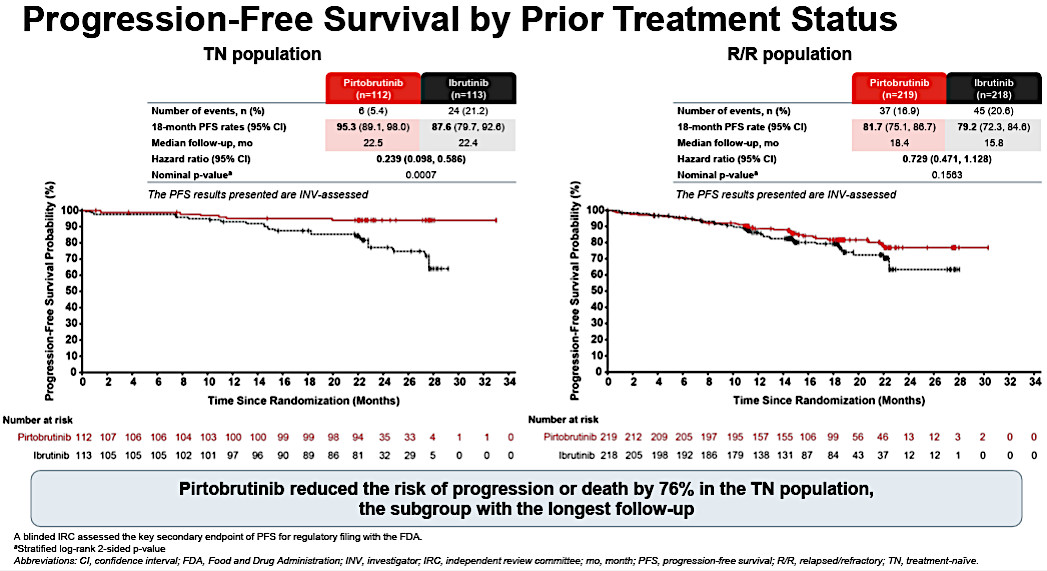 Progression-Free Survival by Prior Treatment Status
TN population
Pirtobrutinib (n=112) Ibrutinib (n=113)
Number of events, n (%) 6 (5.4) 24 (21.2)
18-month PFS rates (95% CI) 95.3 (89.1, 98.0) 87.6 (79.7, 92.6)
Median follow-up, mo 22.5 22.4
Hazard ratio (95% CI) 0.239 (0.098, 0.586)
Nominal p-valueᵃ 0.0007
The PFS results presented are INV-assessed
Progression-Free Survival Probability (%)
100
90
80
70
60
50
40
30
20
10
0
0 2 4 6 8 10 12 14 16 18 20 22 24 26 28 30 32 34
Time Since Randomization (Months)
Number at risk
Pirtobrutinib 112 107 106 106 104 103 100 100 99 99 98 94 35 33 4 1 1 0
Ibrutinib 113 105 105 105 102 101 97 96 90 89 86 81 32 29 5 0 0 0
R/R population
Pirtobrutinib (n=219) Ibrutinib (n=218)
Number of events, n (%) 37 (16.9) 45 (20.6)
18-month PFS rate (95% CI) 81.7 (75.1, 86.7) 79.2 (72.3, 84.6)
Median follow-up, mo 18.4 15.8
Hazard ratio (95% CI) 0.729 (0.471, 1.128)
Nominal p-valueᵃ 0.1563
The PFS results presented are INV-assessed
Progression-Free Survival Probability (%)
100
90
80
70
60
50
40
30
20
10
0
0 2 4 6 8 10 12 14 16 18 20 22 24 26 28 30 32 34
Time Since Randomization (Months)
Number at risk
Pirtobrutinib 219 212 209 205 197 195 157 155 106 99 56 46 13 12 3 2 0 0
Ibrutinib 218 205 198 192 186 179 138 131 87 84 43 37 12 12 1 0 0 0
Pirtobrutinib reduced the risk of progression or death by 76% in the TN population,
the subgroup with the longest follow-up
A blinded IRC assessed the key secondary endpoint of PFS for regulatory filing with the FDA.
ᵃStratified log-rank 2-sided p-value
Abbreviations: CI, confidence interval; FDA, Food and Drug Administration; INV, investigator; IRC, independent review committee; mo, month; PFS, progression-free survival; R/R, relapsed/refractory; TN, treatment-naïve.